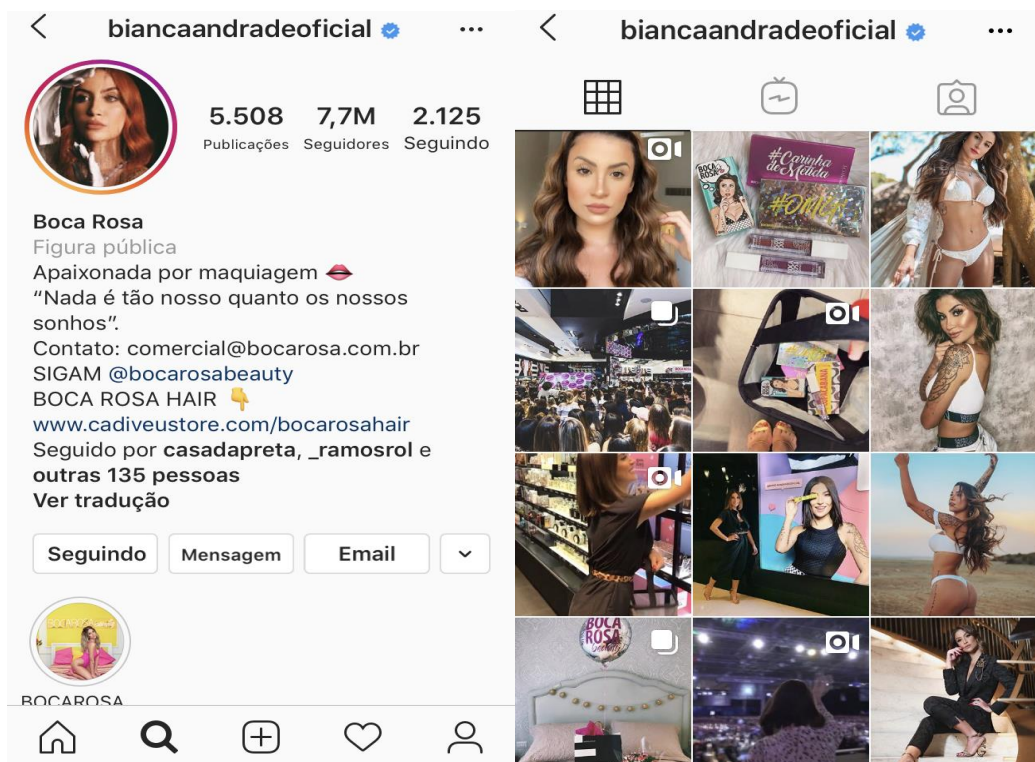 biancaandradeoficial
5.508 7,7M 2.125
Publicações Seguidores Seguindo
Boca Rosa
Figura pública
Apaixonada por maquiagem
“Nada é tão nosso quanto os nossos
sonhos”.
Contato: comercial@bocarosa.com.br
SIGAM @bocarosabeauty
BOCA ROSA HAIR
www.cadiveustore.com/bocarosahair
Seguido por casadapreta, _ramosrol e
outras 135 pessoas
Ver tradução
Seguindo Mensagem Email
BOCAROSA
biancaandradeoficial
BOCA
ROSA
#Carinha
de Metida
#OMG!
BOCA
ROSA